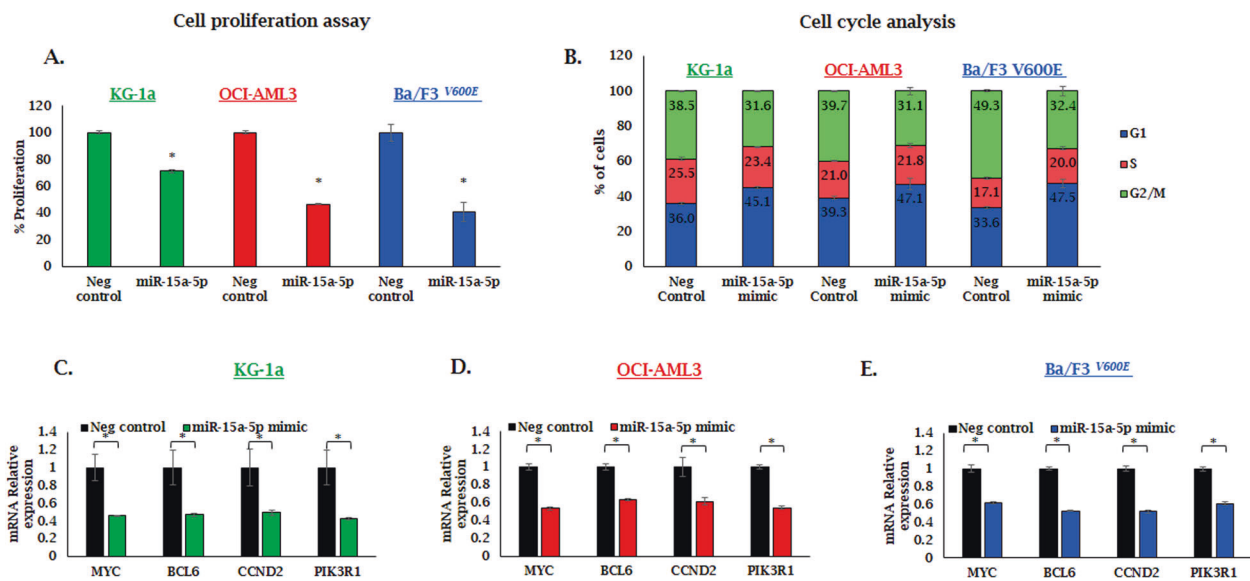 Cell proliferation assay
Cell cycle analysis
A.
KG-1a
OCI-AML3
Ba/F3 V600E
% Proliferation
120
100
80
60
40
20
0
*
*
*
Neg control
miR-15a-5p
Neg control
miR-15a-5p
Neg control
miR-15a-5p
B.
KG-1a
OCI-AML3
Ba/F3 V600E
% of cells
120
100
80
60
40
20
0
38.5
31.6
39.7
31.1
49.3
32.4
25.5
23.4
21.0
21.8
17.1
20.0
36.0
45.1
39.3
47.1
33.6
47.5
Neg Control
miR-15a-5p mimic
Neg Control
miR-15a-5p mimic
Neg Control
miR-15a-5p mimic
G1
S
G2/M
C.
KG-1a
Neg control
miR-15a-5p mimic
mRNA Relative expression
1.4
1.2
1
0.8
0.6
0.4
0.2
0
*
*
*
*
MYC
BCL6
CCND2
PIK3R1
D.
OCI-AML3
Neg control
miR-15a-5p mimic
mRNA Relative expression
1.4
1.2
1
0.8
0.6
0.4
0.2
0
*
*
*
*
MYC
BCL6
CCND2
PIK3R1
E.
Ba/F3 V600E
Neg control
miR-15a-5p mimic
mRNA Relative expression
1.4
1.2
1
0.8
0.6
0.4
0.2
0
*
*
*
*
MYC
BCL6
CCND2
PIK3R1